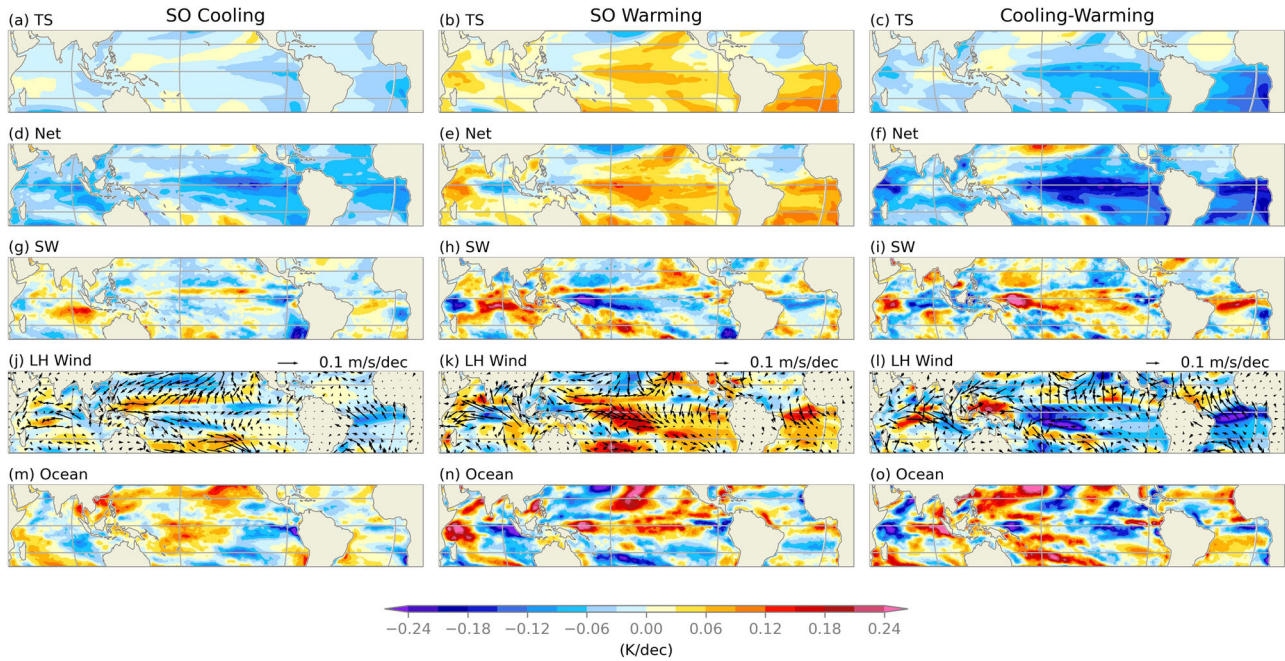 SO Cooling SO Warming Cooling-Warming
(a) TS (b) TS (c) TS
(d) Net (e) Net (f) Net
(g) SW (h) SW (i) SW
(j) LH Wind 0.1 m/s/dec (k) LH Wind 0.1 m/s/dec (l) LH Wind 0.1 m/s/dec
(m) Ocean (n) Ocean (o) Ocean
−0.24 −0.18 −0.12 −0.06 0.00 0.06 0.12 0.18 0.24
(K/dec)